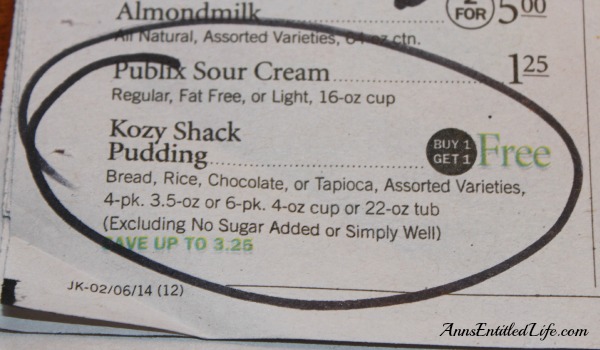 Almondmilk 2 FOR 5.00
All Natural, Assorted Varieties, 64-oz ctn.
Publix Sour Cream 1.25
Regular, Fat Free, or Light, 16-oz cup
Kozy Shack
Pudding BUY 1 GET 1 Free
Bread, Rice, Chocolate, or Tapioca, Assorted Varieties,
4-pk. 3.5-oz or 6-pk. 4-oz cup or 22-oz tub
(Excluding No Sugar Added or Simply Well)
SAVE UP TO 3.25
JK-02/06/14 (12)
AnnsEntitledLife.com